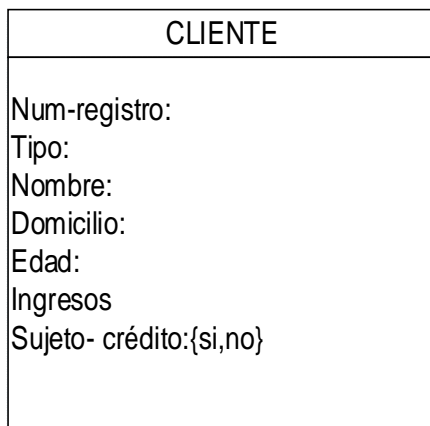 CLIENTE
Num-registro:
Tipo:
Nombre:
Domicilio:
Edad:
Ingresos
Sujeto- crédito:{si,no}